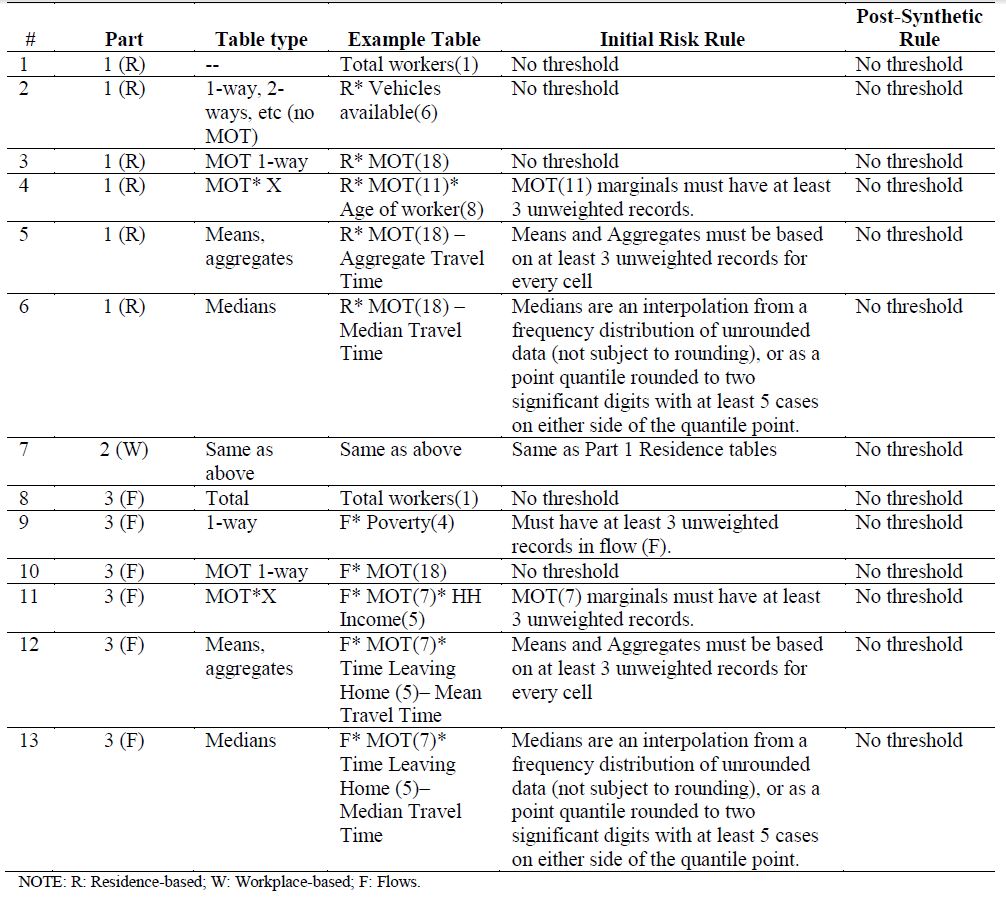 # Part Table type Example Table Initial Risk Rule Post-Synthetic Rule
1 1 (R) -- Total workers(1) No threshold No threshold
2 1 (R) 1-way, 2- R* Vehicles No threshold No threshold
ways, etc (no available(6)
MOT)
3 1 (R) MOT 1-way R* MOT(18) No threshold No threshold
4 1 (R) MOT* X R* MOT(11)* MOT(11) marginals must have at least No threshold
Age of worker(8) 3 unweighted records.
5 1 (R) Means, R* MOT(18) – Means and Aggregates must be based No threshold
aggregates Aggregate Travel on at least 3 unweighted records for
Time every cell
6 1 (R) Medians R* MOT(18) – Medians are an interpolation from a No threshold
Median Travel frequency distribution of unrounded
Time data (not subject to rounding), or as a
point quantile rounded to two
significant digits with at least 5 cases
on either side of the quantile point.
7 2 (W) Same as Same as above Same as Part 1 Residence tables No threshold
above
8 3 (F) Total Total workers(1) No threshold No threshold
9 3 (F) 1-way F* Poverty(4) Must have at least 3 unweighted No threshold
records in flow (F).
10 3 (F) MOT 1-way F* MOT(18) No threshold No threshold
11 3 (F) MOT*X F* MOT(7)* HH MOT(7) marginals must have at least No threshold
Income(5) 3 unweighted records.
12 3 (F) Means, F* MOT(7)* Means and Aggregates must be based No threshold
aggregates Time Leaving on at least 3 unweighted records for
Home (5)– Mean every cell
Travel Time
13 3 (F) Medians F* MOT(7)* Medians are an interpolation from a No threshold
Time Leaving frequency distribution of unrounded
Home (5)– data (not subject to rounding), or as a
Median Travel point quantile rounded to two
Time significant digits with at least 5 cases
on either side of the quantile point.
NOTE: R: Residence-based; W: Workplace-based; F: Flows.